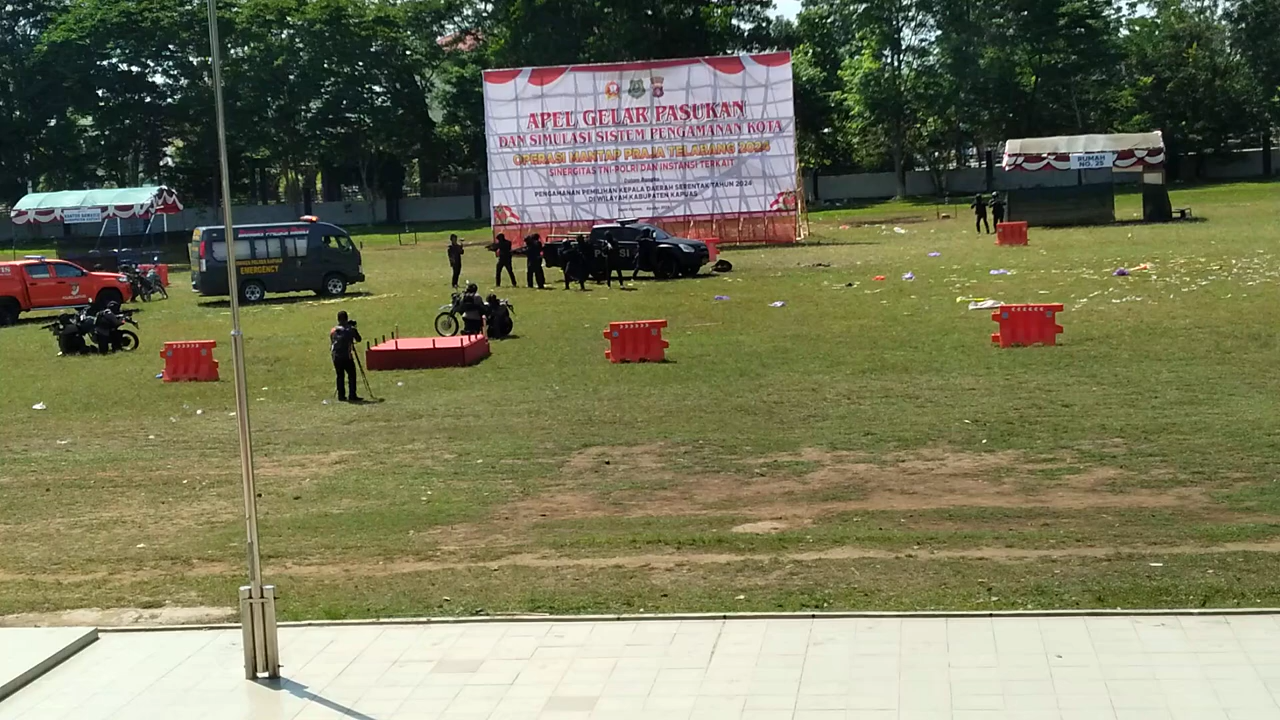 APEL GELAR PASUKAN
DAN SIMULASI SISTEM PENGAMANAN KOTA
OPERASI MANTAP PRAJA TELABANG 2024
SINERGITAS TNI-POLRI DAN INSTANSI TERKAIT
PENGAMANAN PEMILIHAN KEPALA DAERAH SERENTAK TAHUN 2024
DI WILAYAH KABUPATEN KAPUAS
RUMAH
NO. 25
EMERGENCY
POLISI